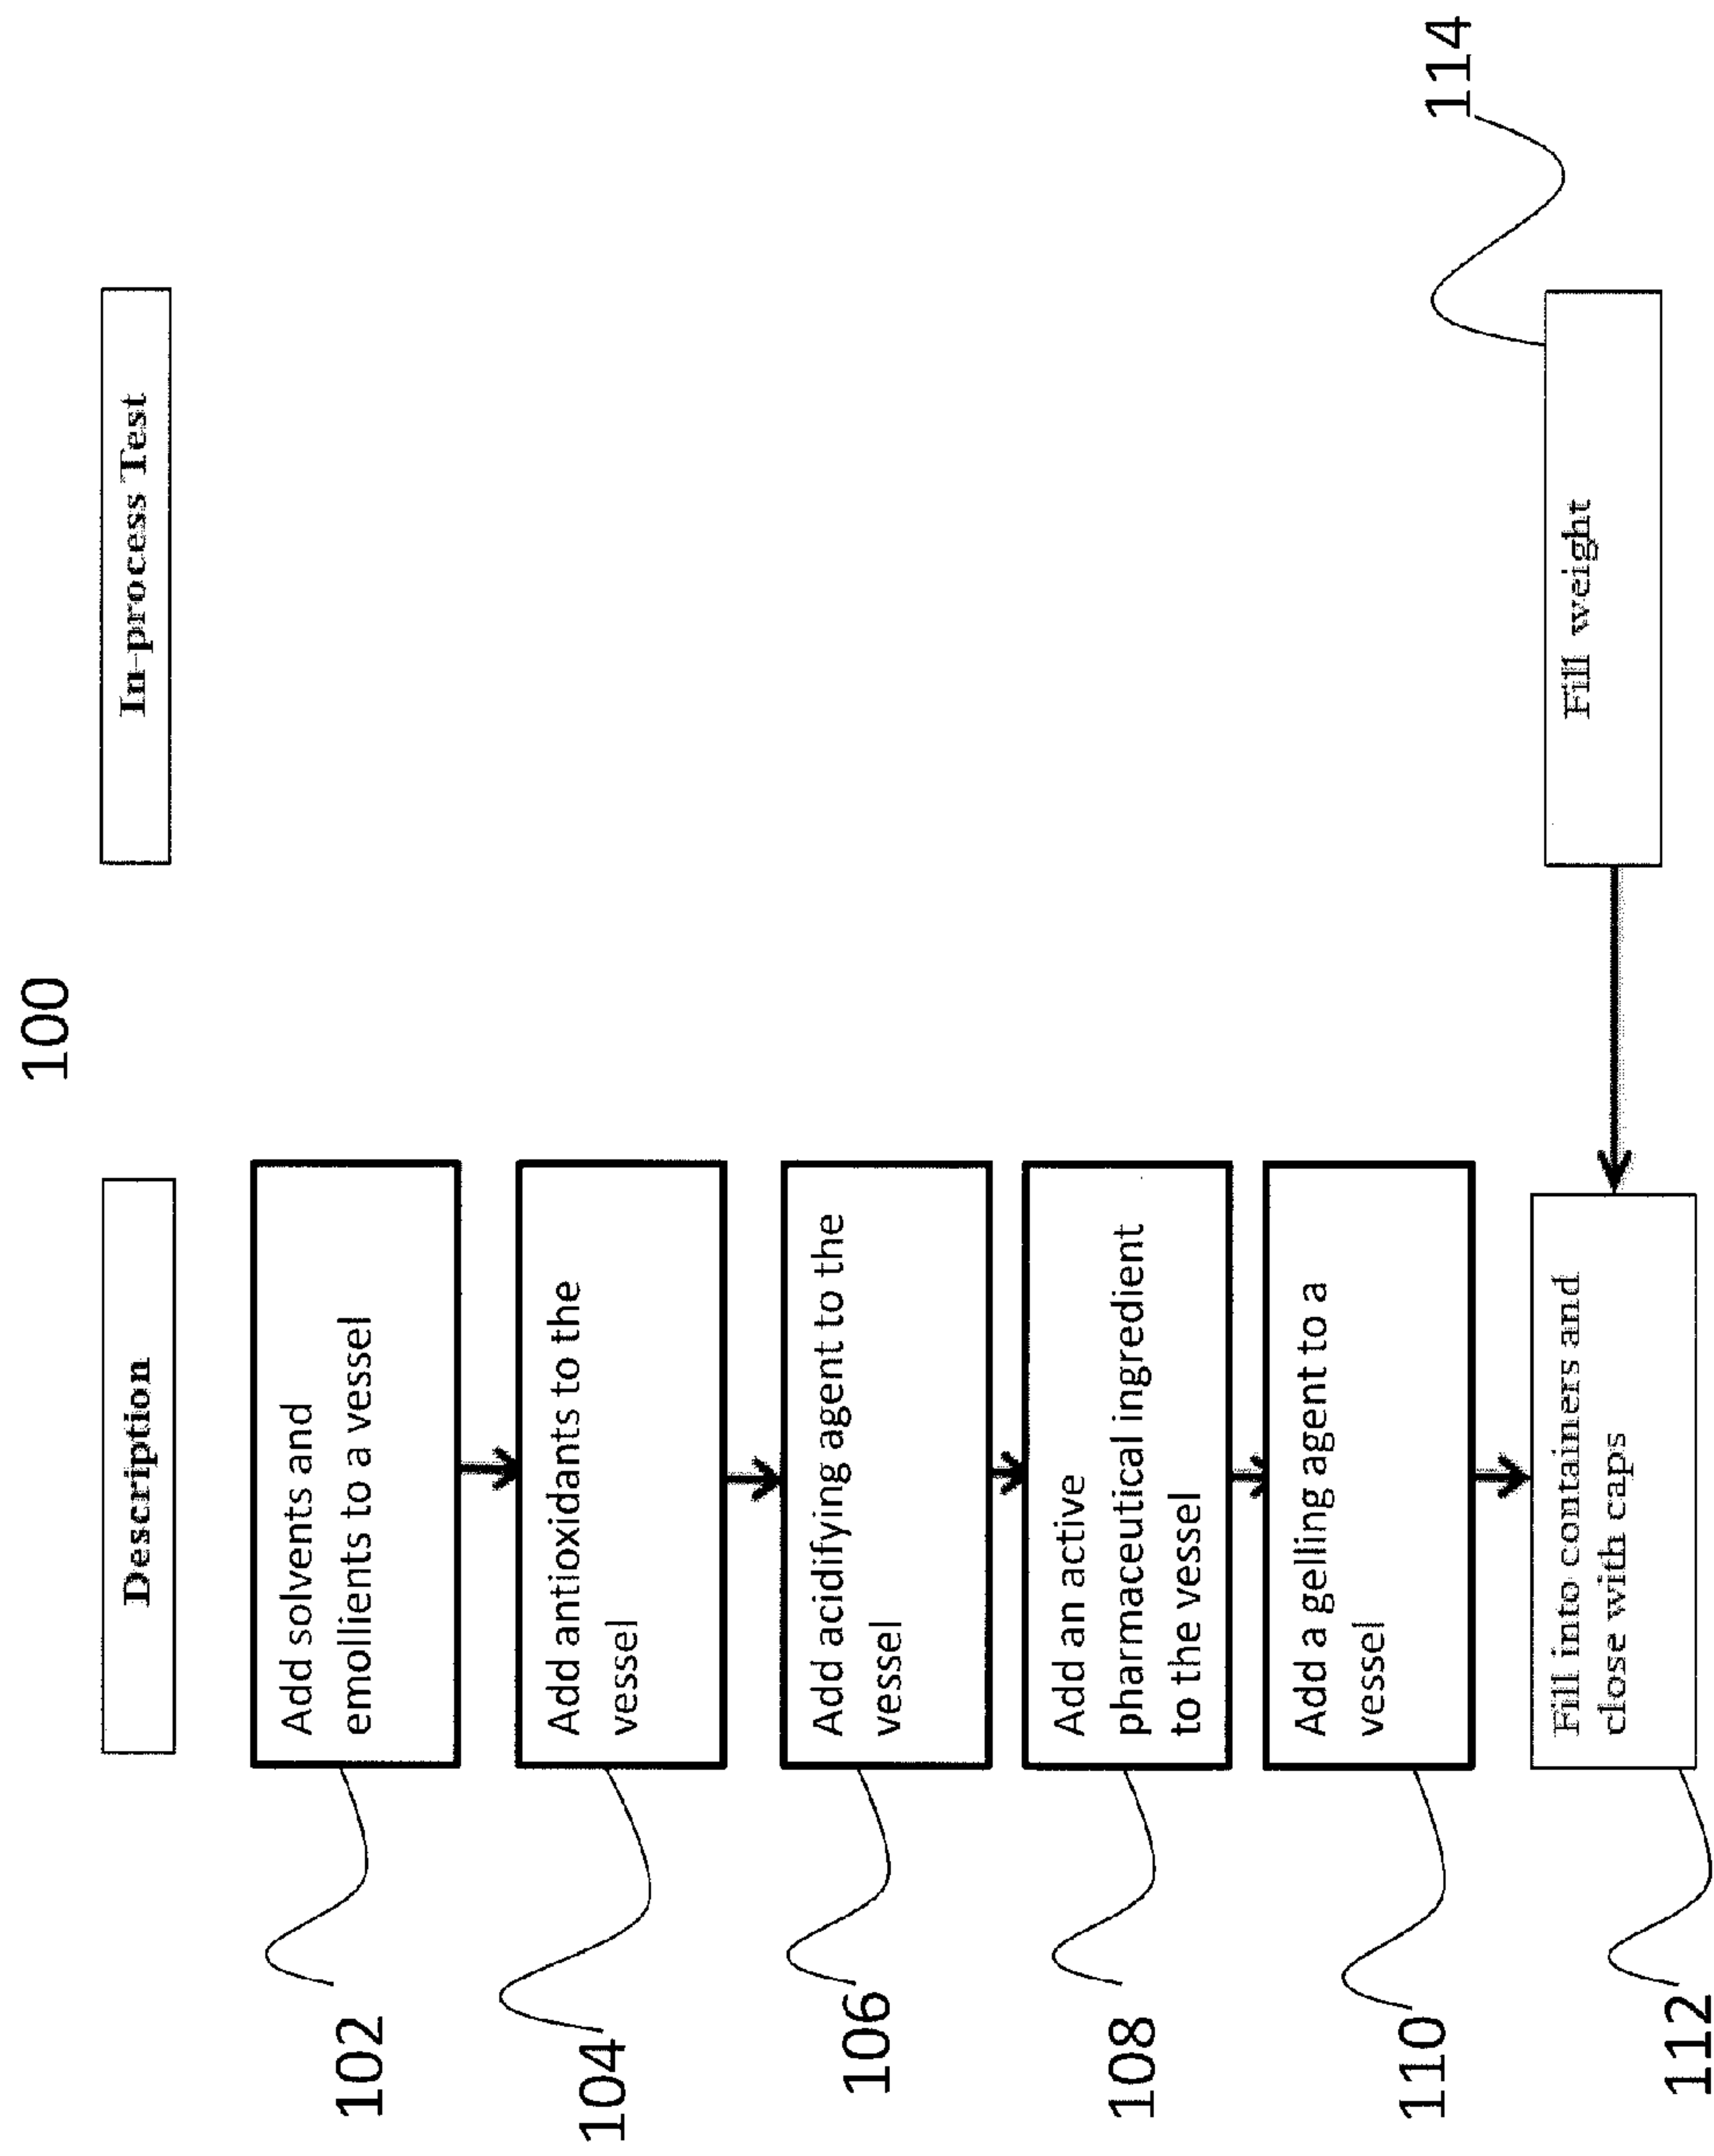 100
Description
In-process Test
102
Add solvents and
emollients to a vessel
104
Add antioxidants to the
vessel
106
Add acidifying agent to the
vessel
108
Add an active
pharmaceutical ingredient
to the vessel
110
Add a gelling agent to a
vessel
112
Fill into containers and
close with caps
Fill weight
114